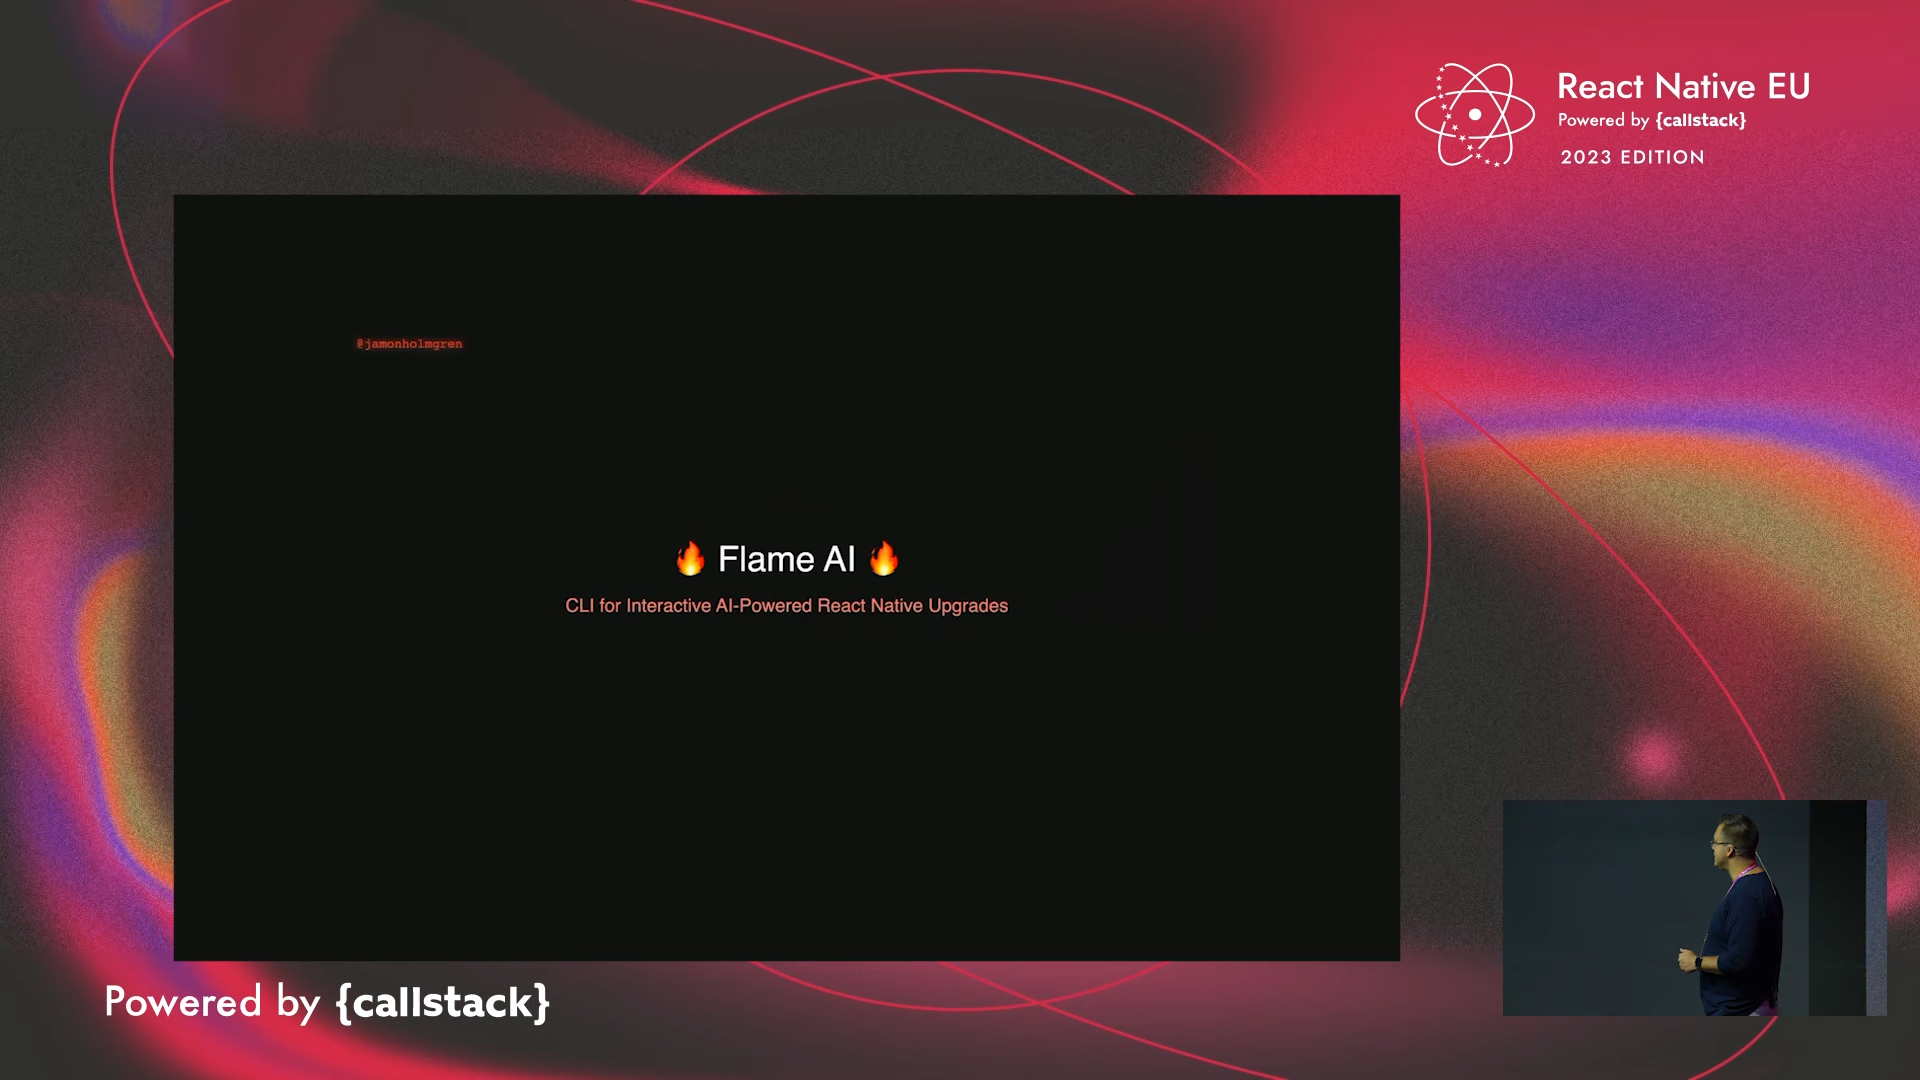 React Native EU
Powered by {callstack}
2023 EDITION
@jamonholmgren
🔥 Flame AI 🔥
CLI for Interactive AI-Powered React Native Upgrades
Powered by {callstack}